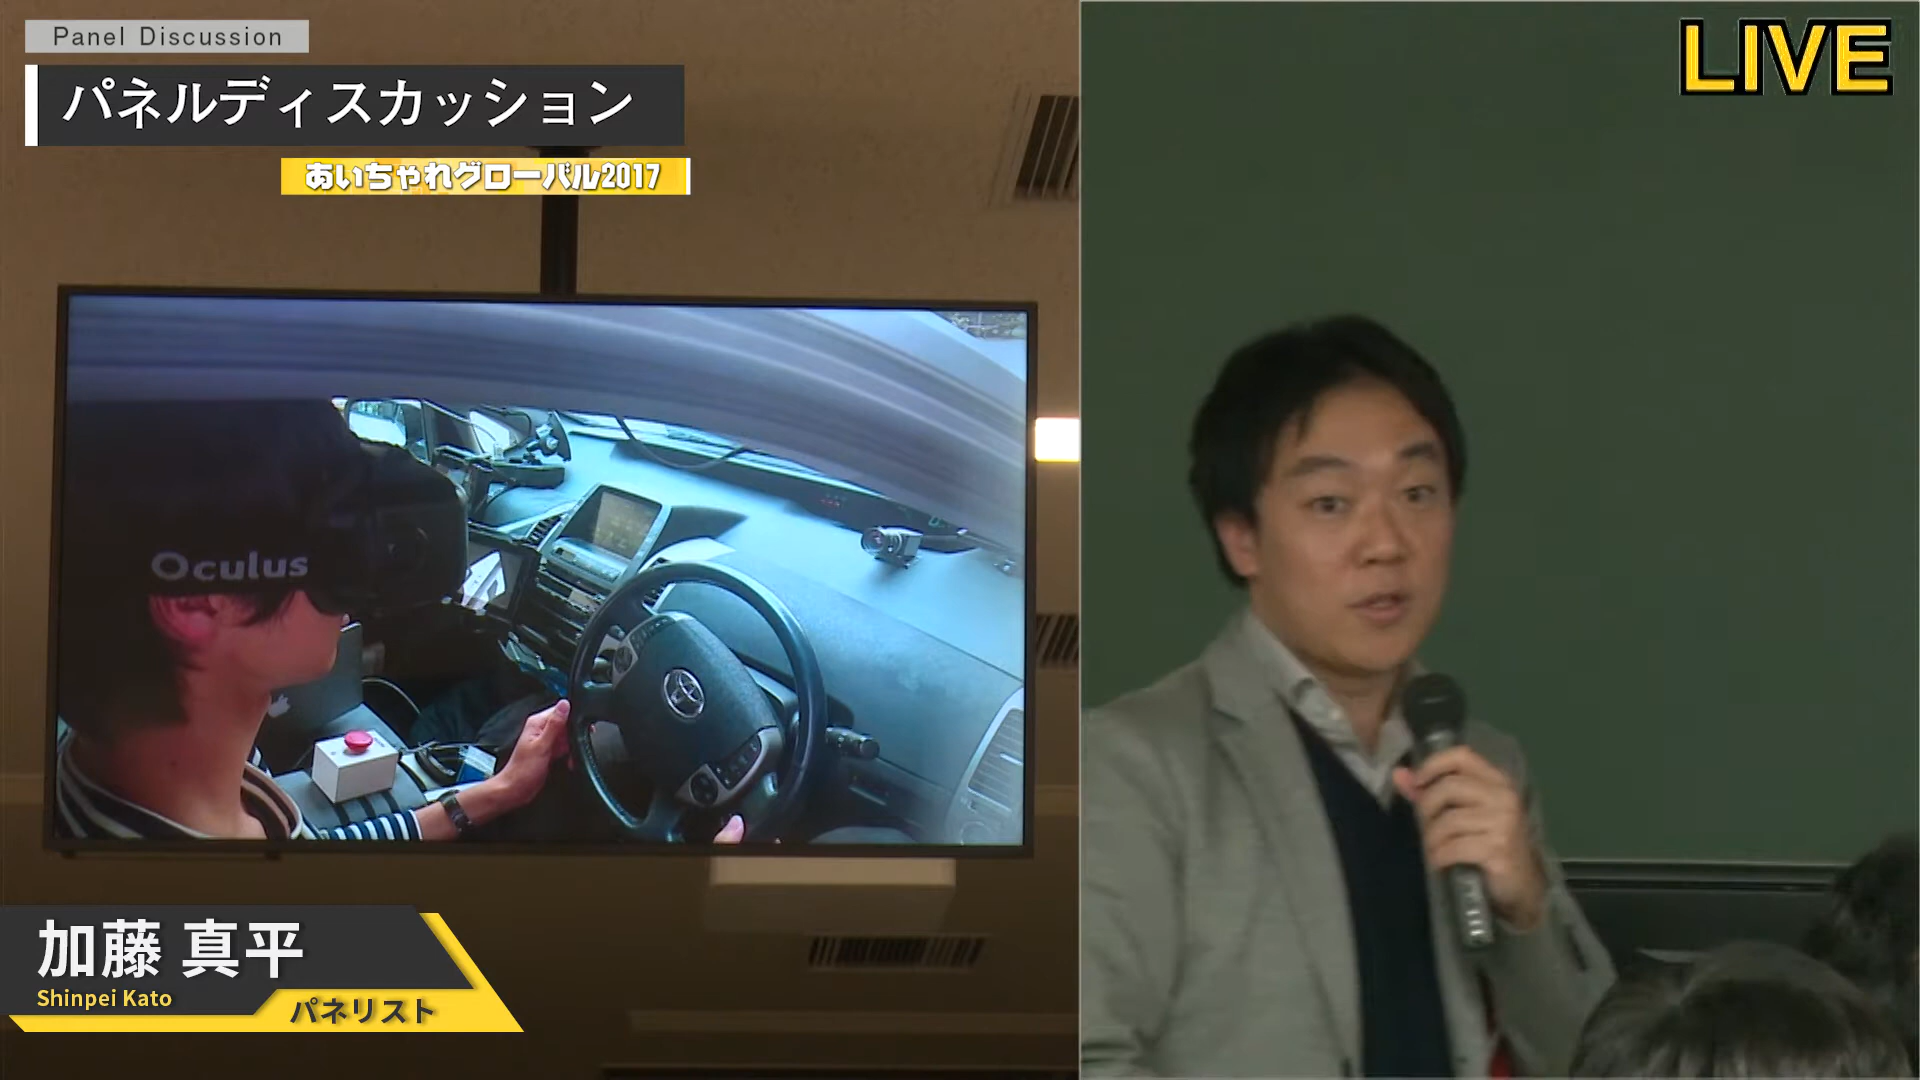 Panel Discussion
パネルディスカッション
あいちゃれグローバル2017
LIVE
Oculus
加藤 真平
Shinpei Kato
パネリスト